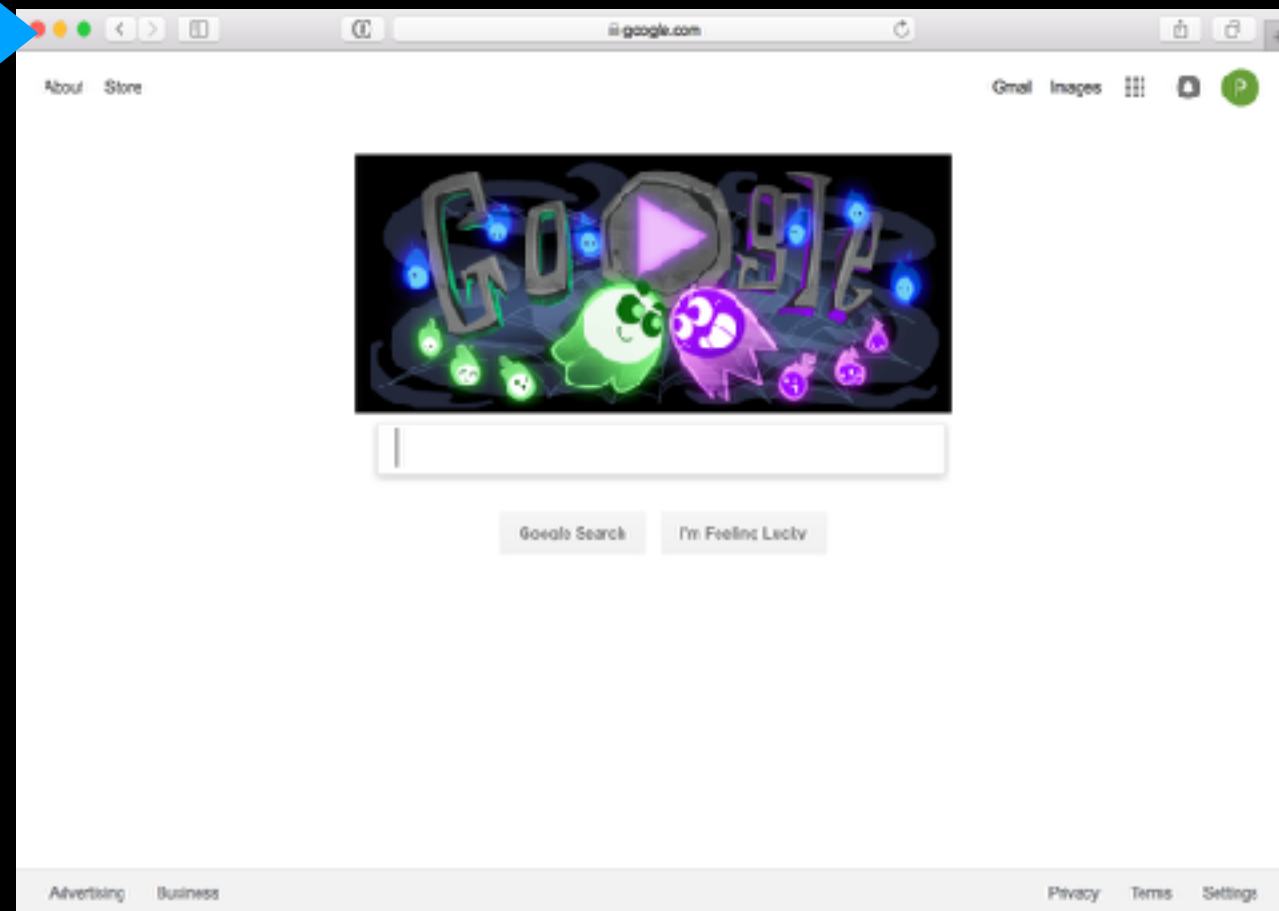 google.com
About Store
Gmail Images
P
Google
Google Search I'm Feeling Lucky
Advertising Business
Privacy Terms Settings